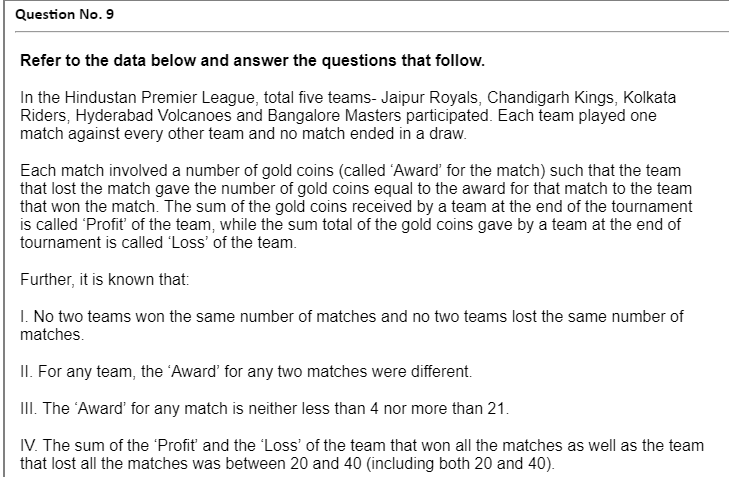 Question No. 9
Refer to the data below and answer the questions that follow.
In the Hindustan Premier League, total five teams- Jaipur Royals, Chandigarh Kings, Kolkata
Riders, Hyderabad Volcanoes and Bangalore Masters participated. Each team played one
match against every other team and no match ended in a draw.
Each match involved a number of gold coins (called ‘Award’ for the match) such that the team
that lost the match gave the number of gold coins equal to the award for that match to the team
that won the match. The sum of the gold coins received by a team at the end of the tournament
is called ‘Profit’ of the team, while the sum total of the gold coins gave by a team at the end of
tournament is called ‘Loss’ of the team.
Further, it is known that:
I. No two teams won the same number of matches and no two teams lost the same number of
matches.
II. For any team, the ‘Award’ for any two matches were different.
III. The ‘Award’ for any match is neither less than 4 nor more than 21.
IV. The sum of the ‘Profit’ and the ‘Loss’ of the team that won all the matches as well as the team
that lost all the matches was between 20 and 40 (including both 20 and 40).